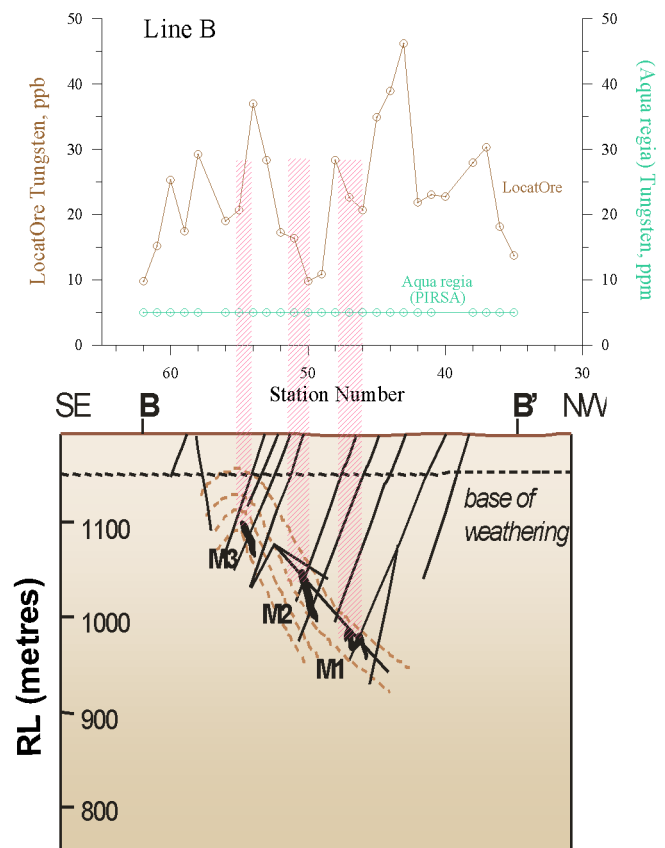 Line B
50
40
30
20
10
0
LocatOre Tungsten, ppb
50
40
30
20
10
0
(Aqua regia) Tungsten, ppm
LocatOre
Aqua regia
(PIRSA)
60
50
40
30
Station Number
SE
B
B'
NW
base of
weathering
1100
1000
900
800
RL (metres)
M3
M2
M1